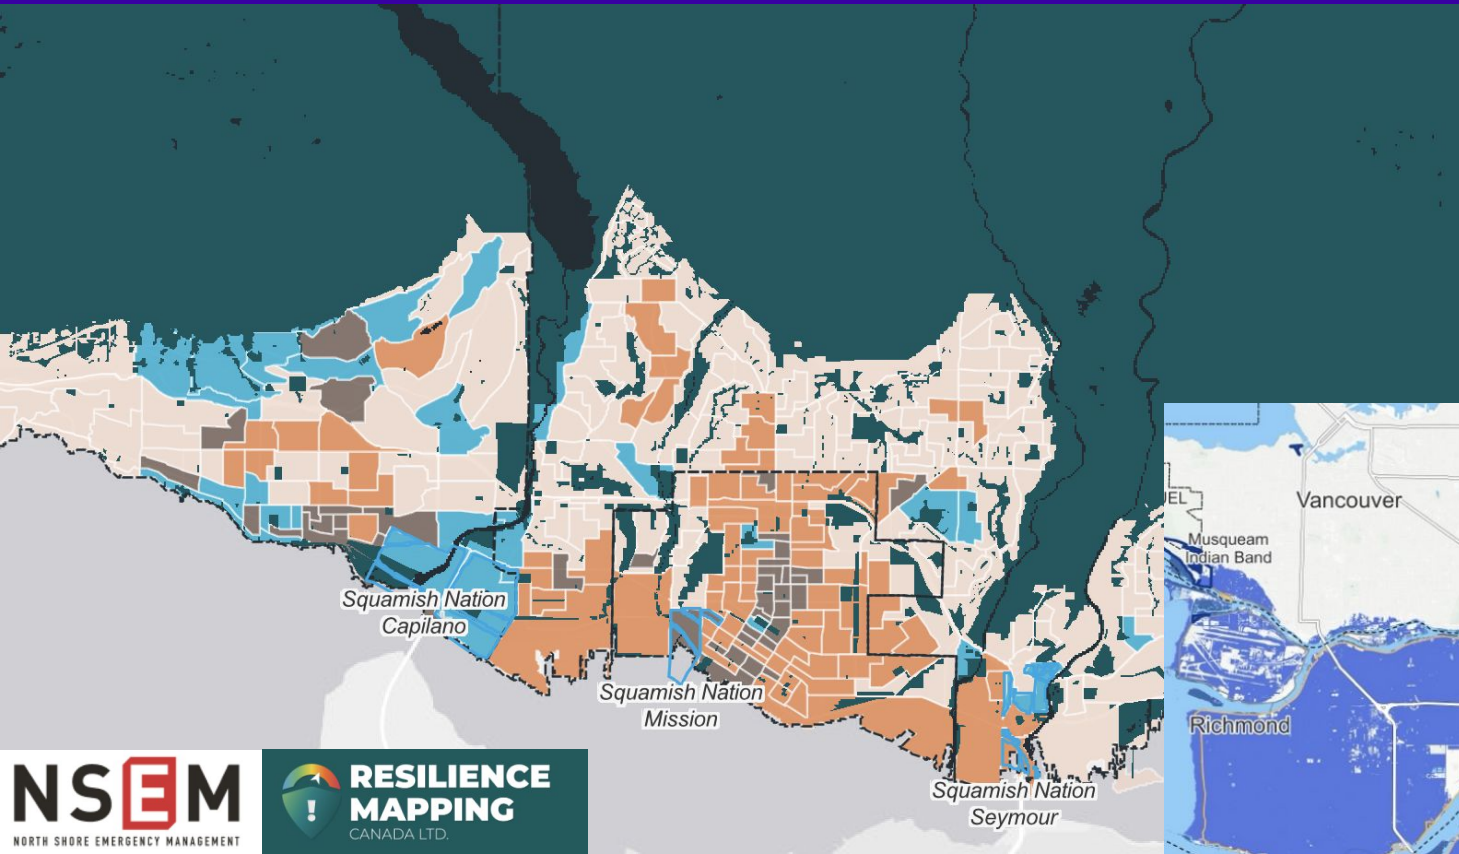 UEL
Vancouver
Musqueam
Indian Band
Squamish Nation
Capilano
Squamish Nation
Mission
Richmond
Squamish Nation
Seymour
NSEM
NORTH SHORE EMERGENCY MANAGEMENT
!
RESILIENCE
MAPPING
CANADA LTD.